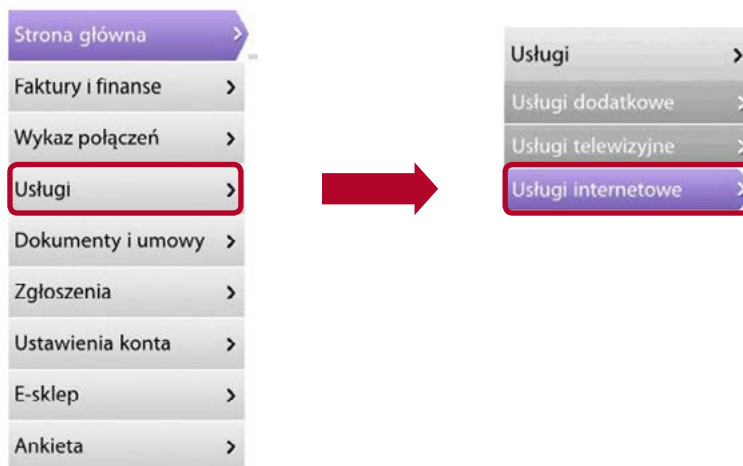 Strona główna
Faktury i finanse
Wykaz połączeń
Usługi
Dokumenty i umowy
Zgłoszenia
Ustawienia konta
E-sklep
Ankieta
Usługi
Usługi dodatkowe
Usługi telewizyjne
Usługi internetowe